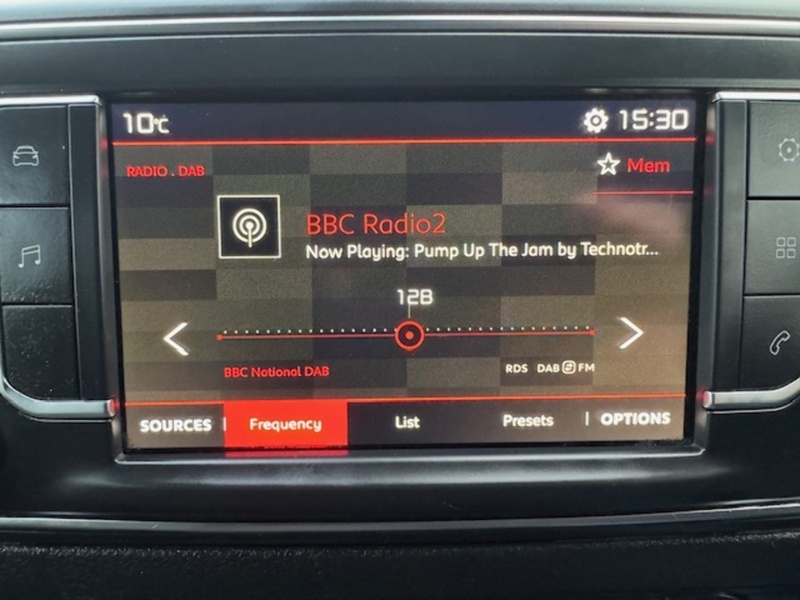 10°C 15:30
RADIO . DAB Mem
BBC Radio2
Now Playing: Pump Up The Jam by Technotr...
12B
BBC National DAB RDS DAB FM
SOURCES Frequency List Presets OPTIONS